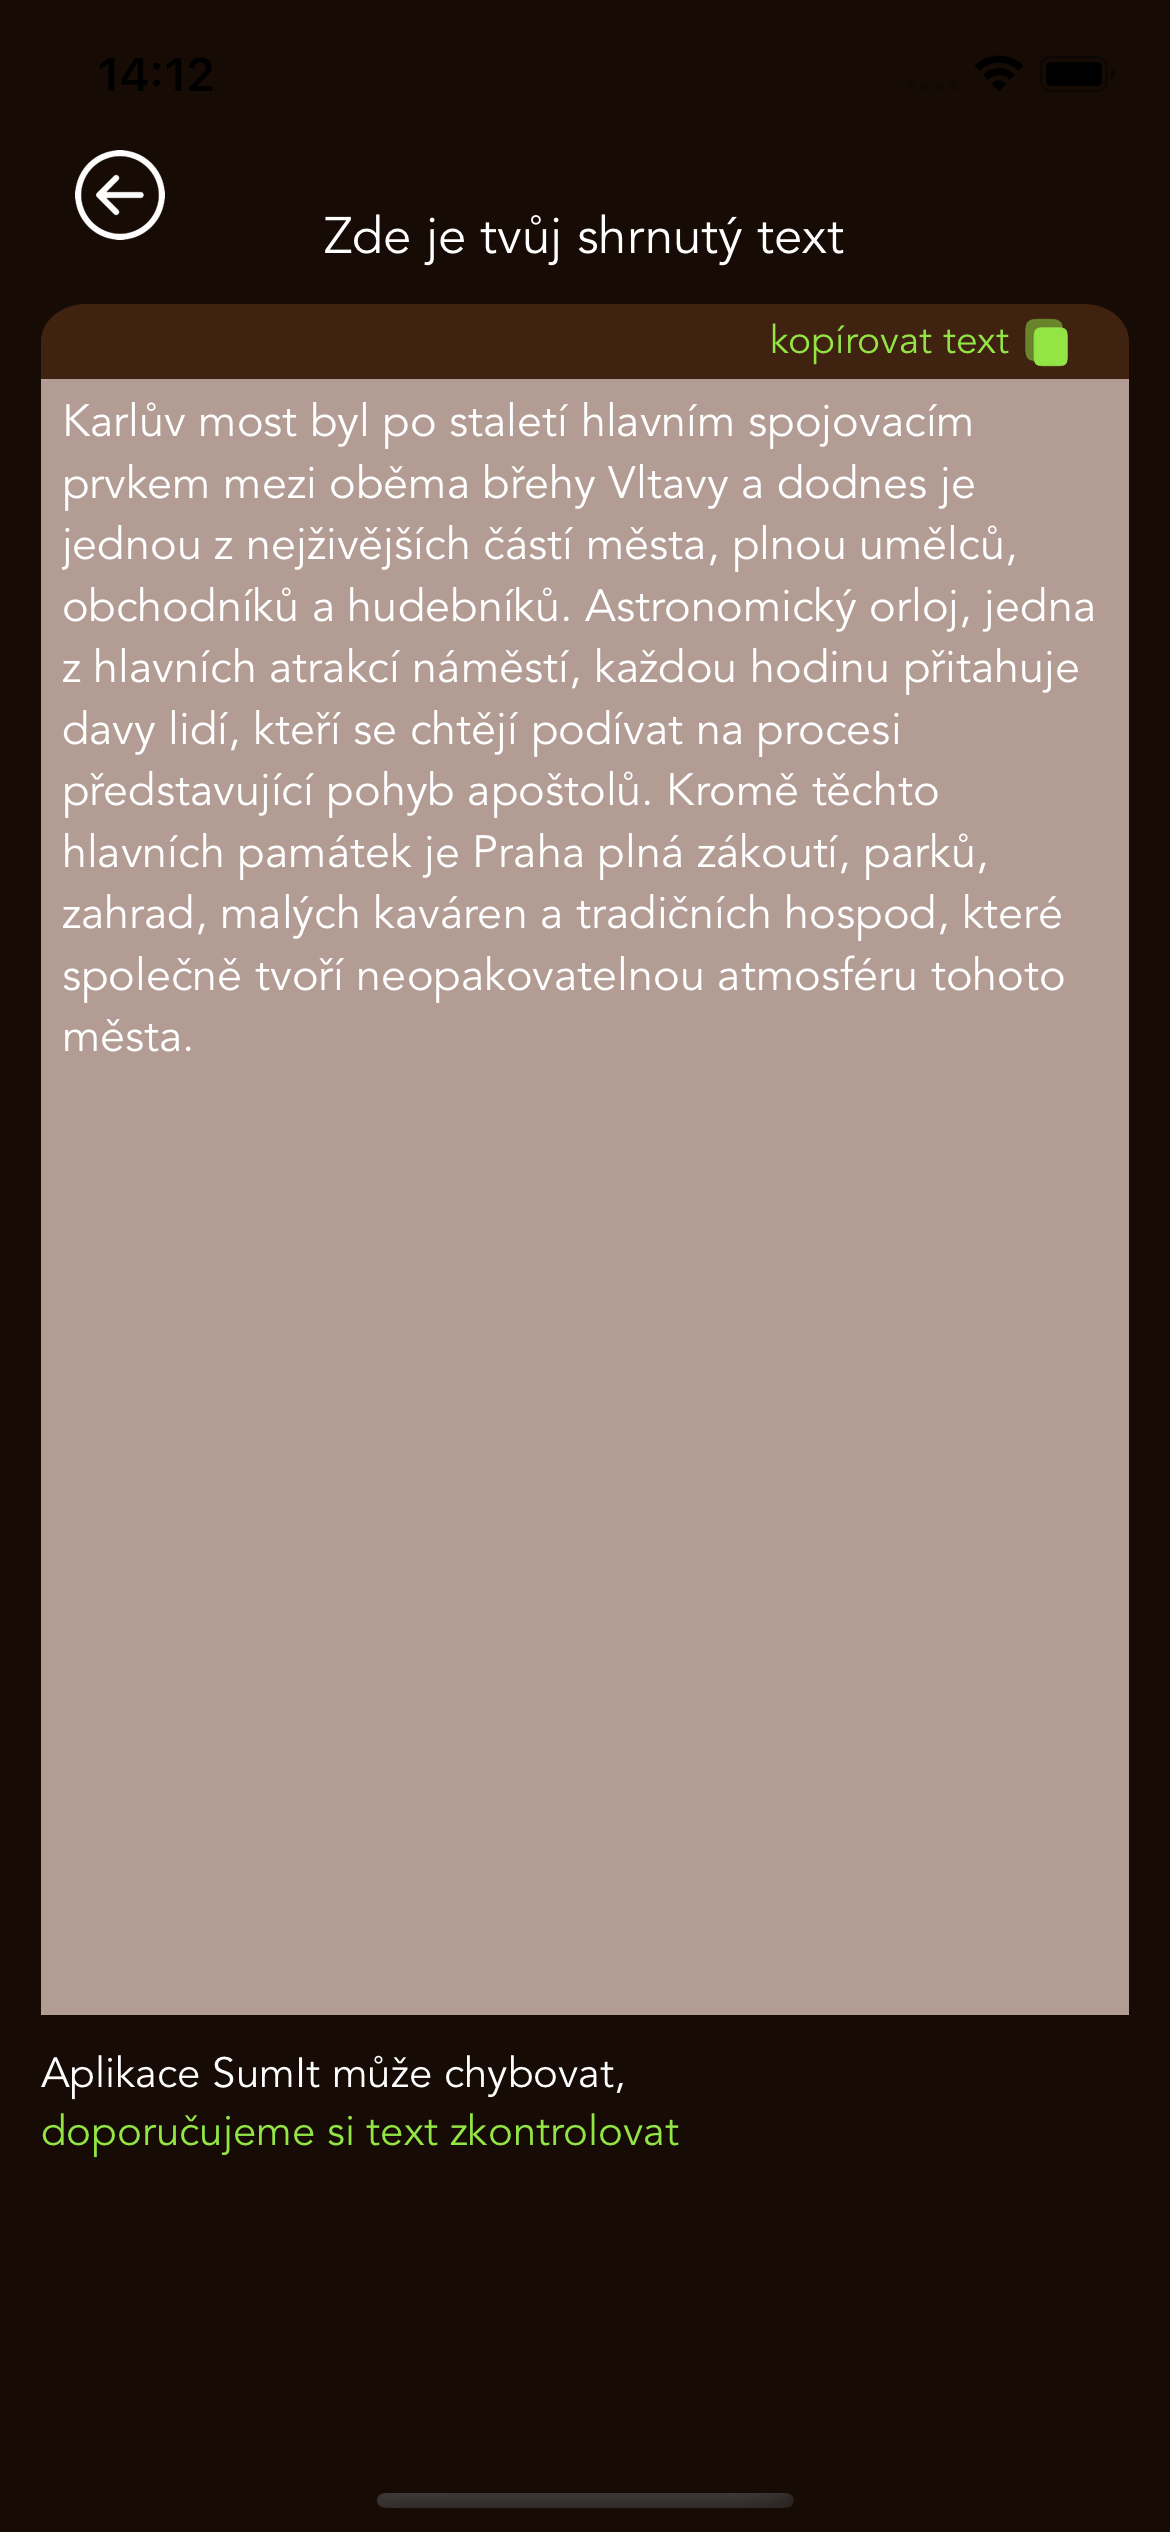 14:12
Zde je tvůj shrnutý text
kopírovat text
Karlův most byl po staletí hlavním spojovacím
prvkem mezi oběma břehy Vltavy a dodnes je
jednou z nejživějších částí města, plnou umělců,
obchodníků a hudebníků. Astronomický orloj, jedna
z hlavních atrakcí náměstí, každou hodinu přitahuje
davy lidí, kteří se chtějí podívat na procesi
představující pohyb apoštolů. Kromě těchto
hlavních památek je Praha plná zákoutí, parků,
zahrad, malých kaváren a tradičních hospod, které
společně tvoří neopakovatelnou atmosféru tohoto
města.
Aplikace SumIt může chybovat,
doporučujeme si text zkontrolovat